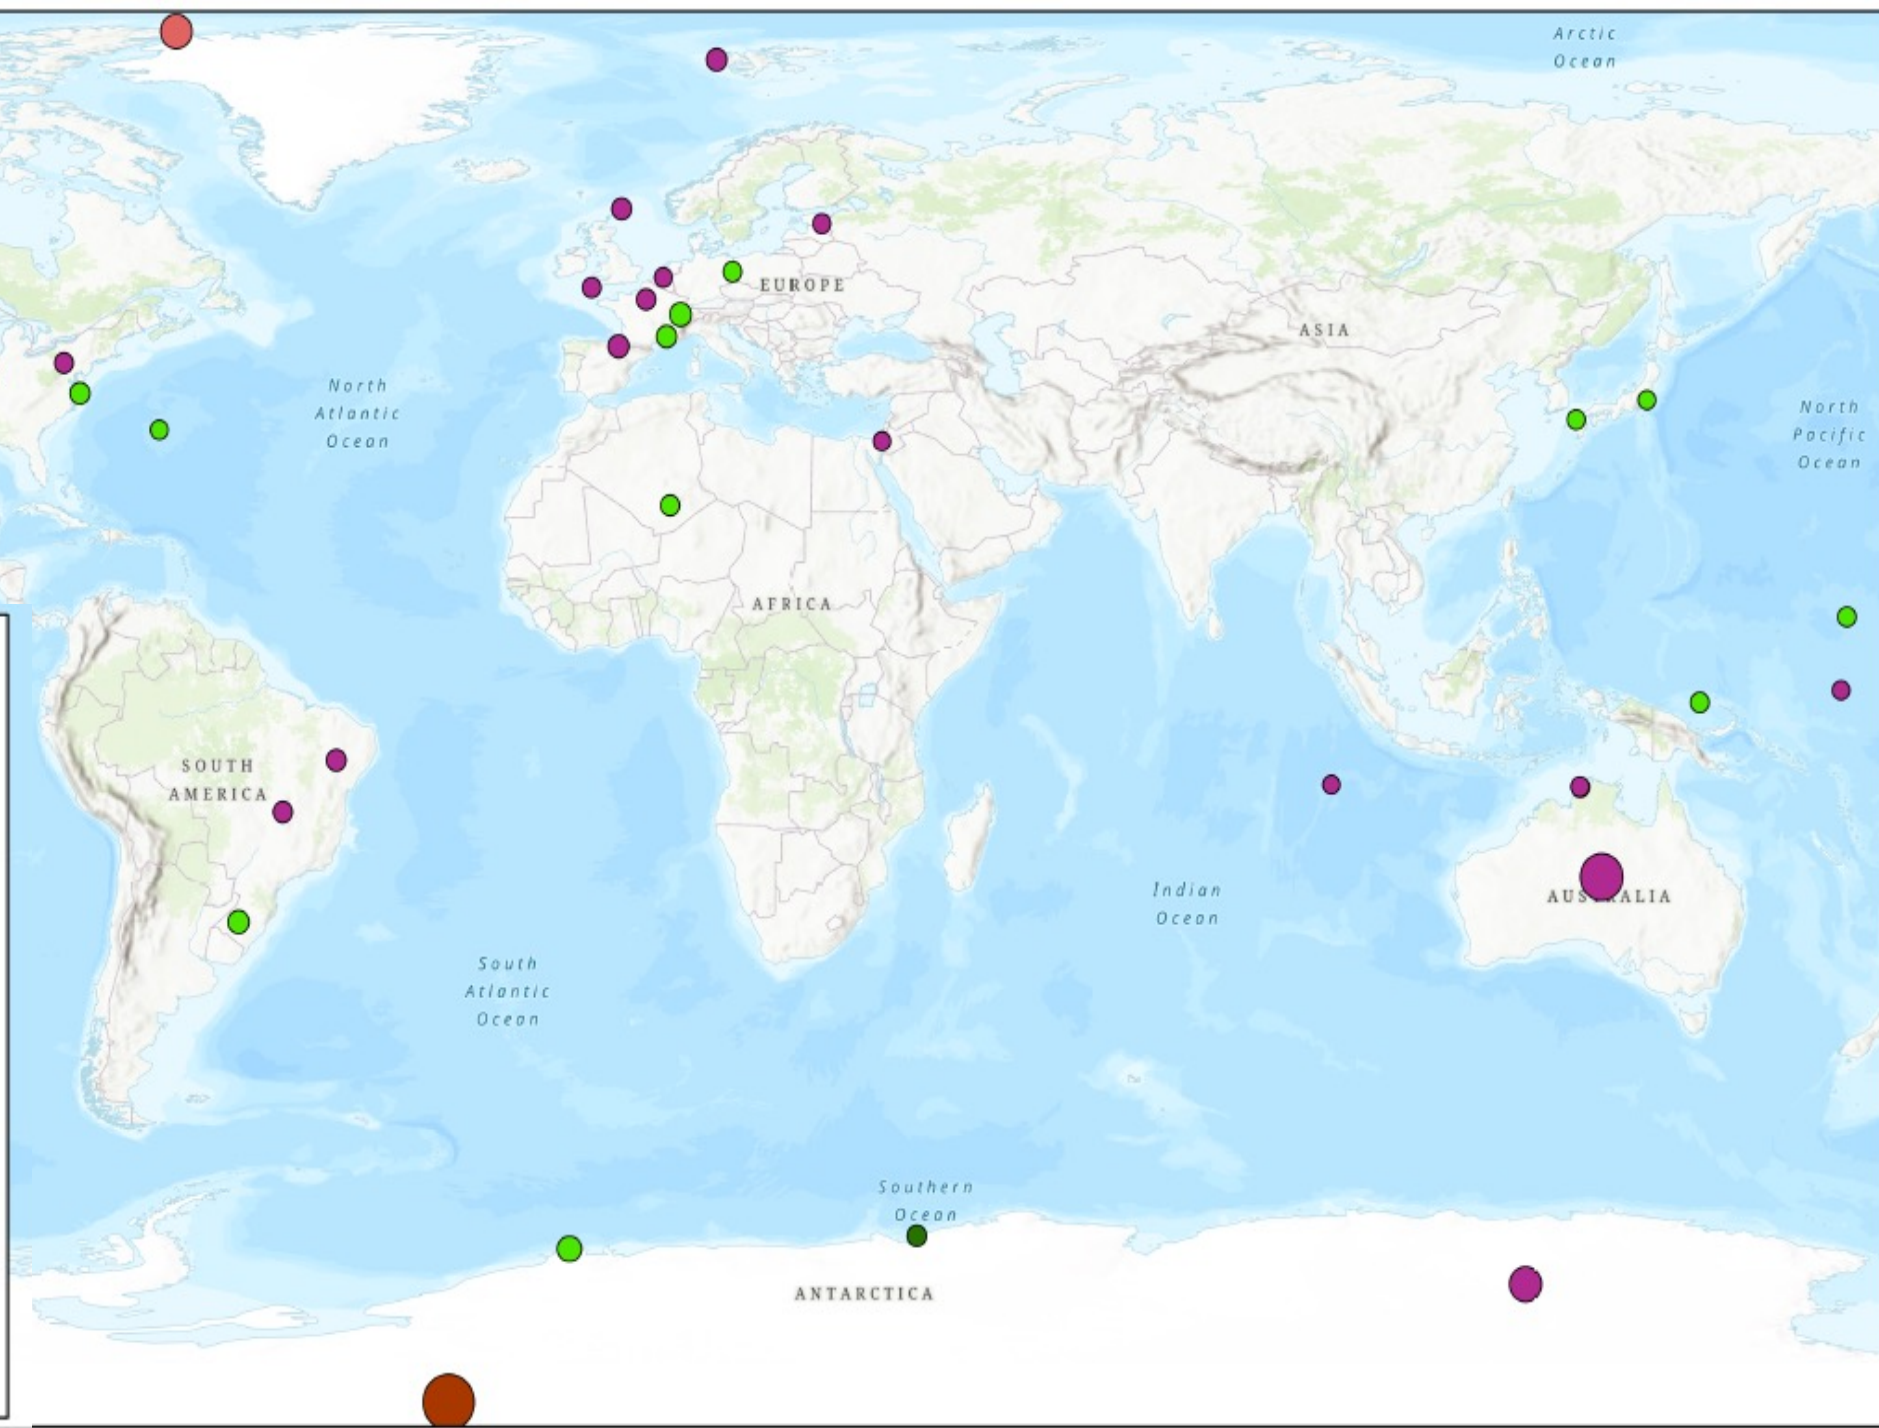 Arctic
Ocean
EUROPE
ASIA
North
Atlantic
Ocean
North
Pacific
Ocean
AFRICA
SOUTH
AMERICA
Indian
Ocean
AUSTRALIA
South
Atlantic
Ocean
Southern
Ocean
ANTARCTICA